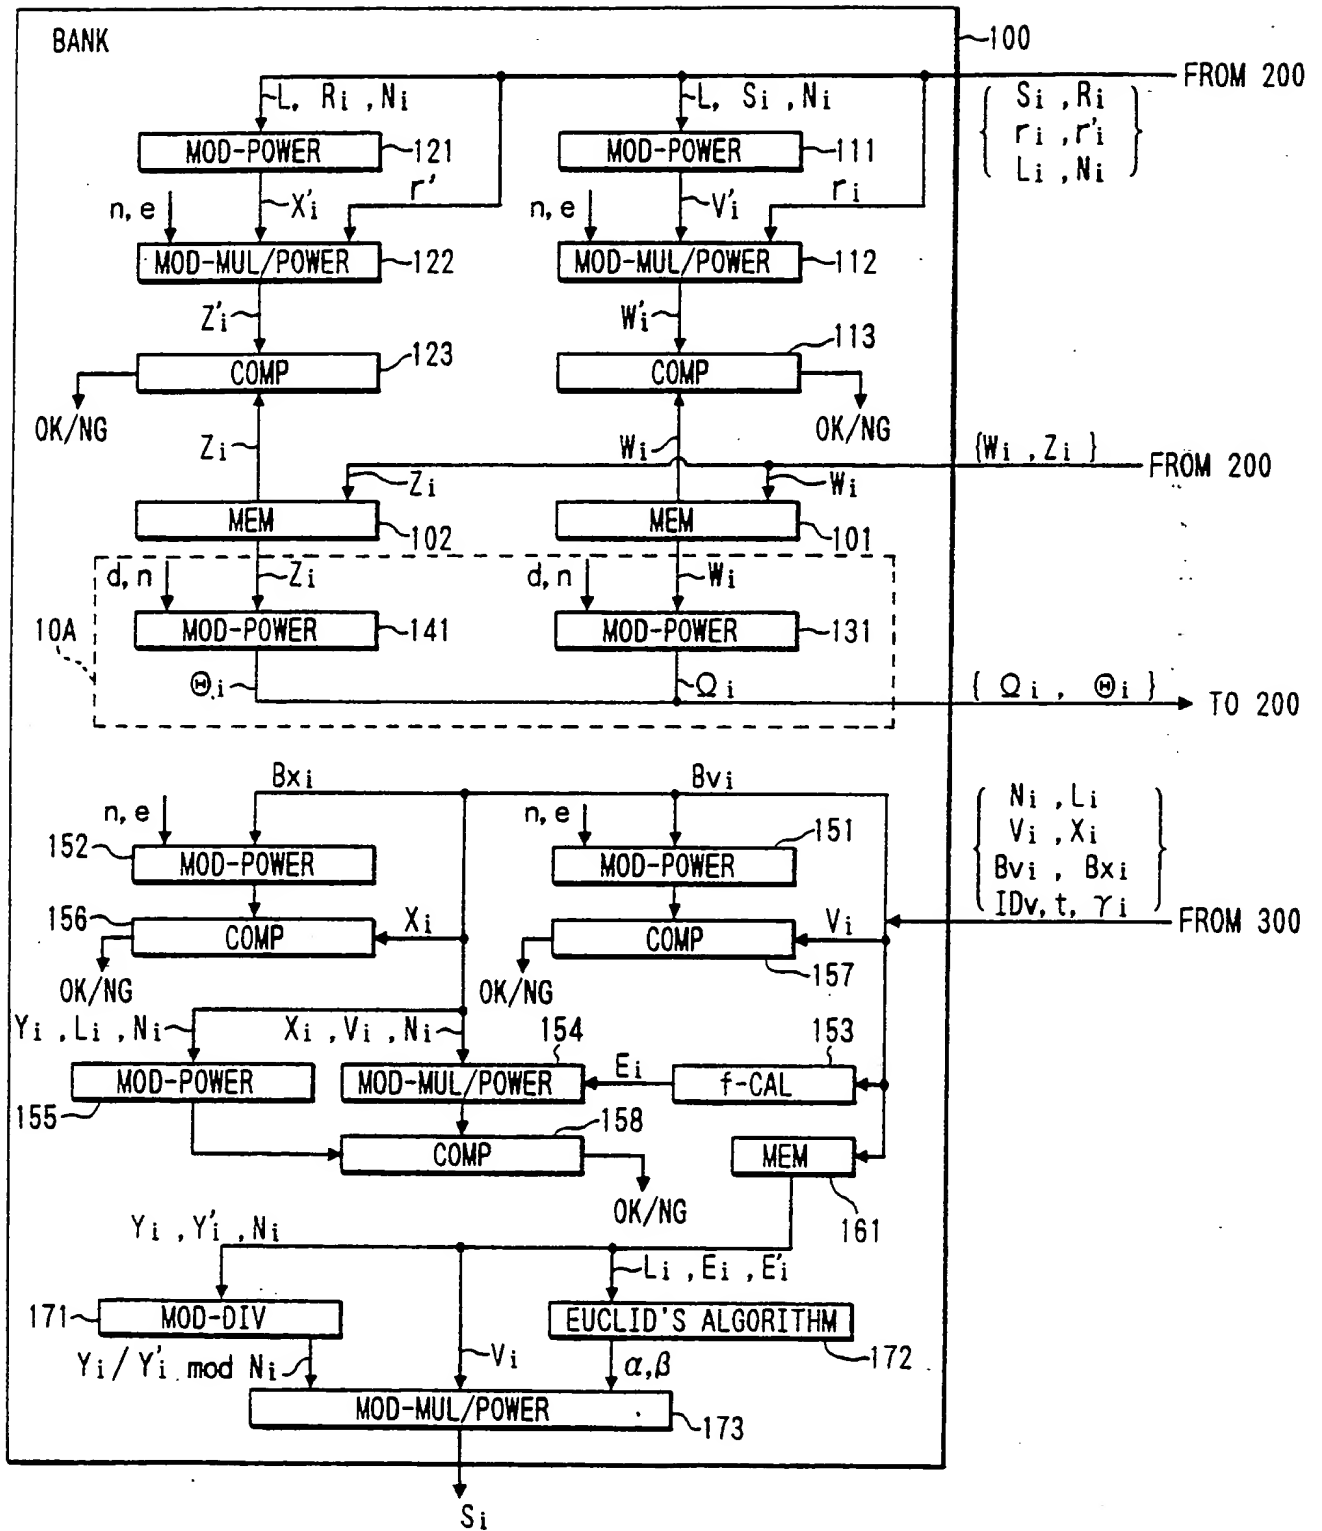 BANK
100
FROM 200
L, Ri , Ni
L, Si , Ni
{ Si , Ri
ri , r'i
Li , Ni }
MOD-POWER
121
MOD-POWER
111
n, e
X'i
r'
n, e
V'i
ri
MOD-MUL/POWER
122
MOD-MUL/POWER
112
Z'i
W'i
COMP
123
COMP
113
OK/NG
OK/NG
Zi
Wi
{Wi , Zi }
FROM 200
Zi
Wi
MEM
102
MEM
101
d, n
Zi
d, n
Wi
10A
MOD-POWER
141
MOD-POWER
131
Θi
Ωi
{ Ωi , Θi }
TO 200
Bxi
Bvi
{ Ni , Li
Vi , Xi
Bvi , Bxi
IDv, t, γi }
FROM 300
n, e
n, e
152
MOD-POWER
151
MOD-POWER
156
COMP
Xi
COMP
Vi
157
OK/NG
OK/NG
Yi , Li , Ni
Xi , Vi , Ni
154
153
MOD-POWER
155
MOD-MUL/POWER
Ei
f-CAL
158
COMP
MEM
OK/NG
161
Yi , Y'i , Ni
Li , Ei , E'i
171
MOD-DIV
EUCLID'S ALGORITHM
172
Yi / Y'i mod Ni
Vi
α, β
MOD-MUL/POWER
173
Si